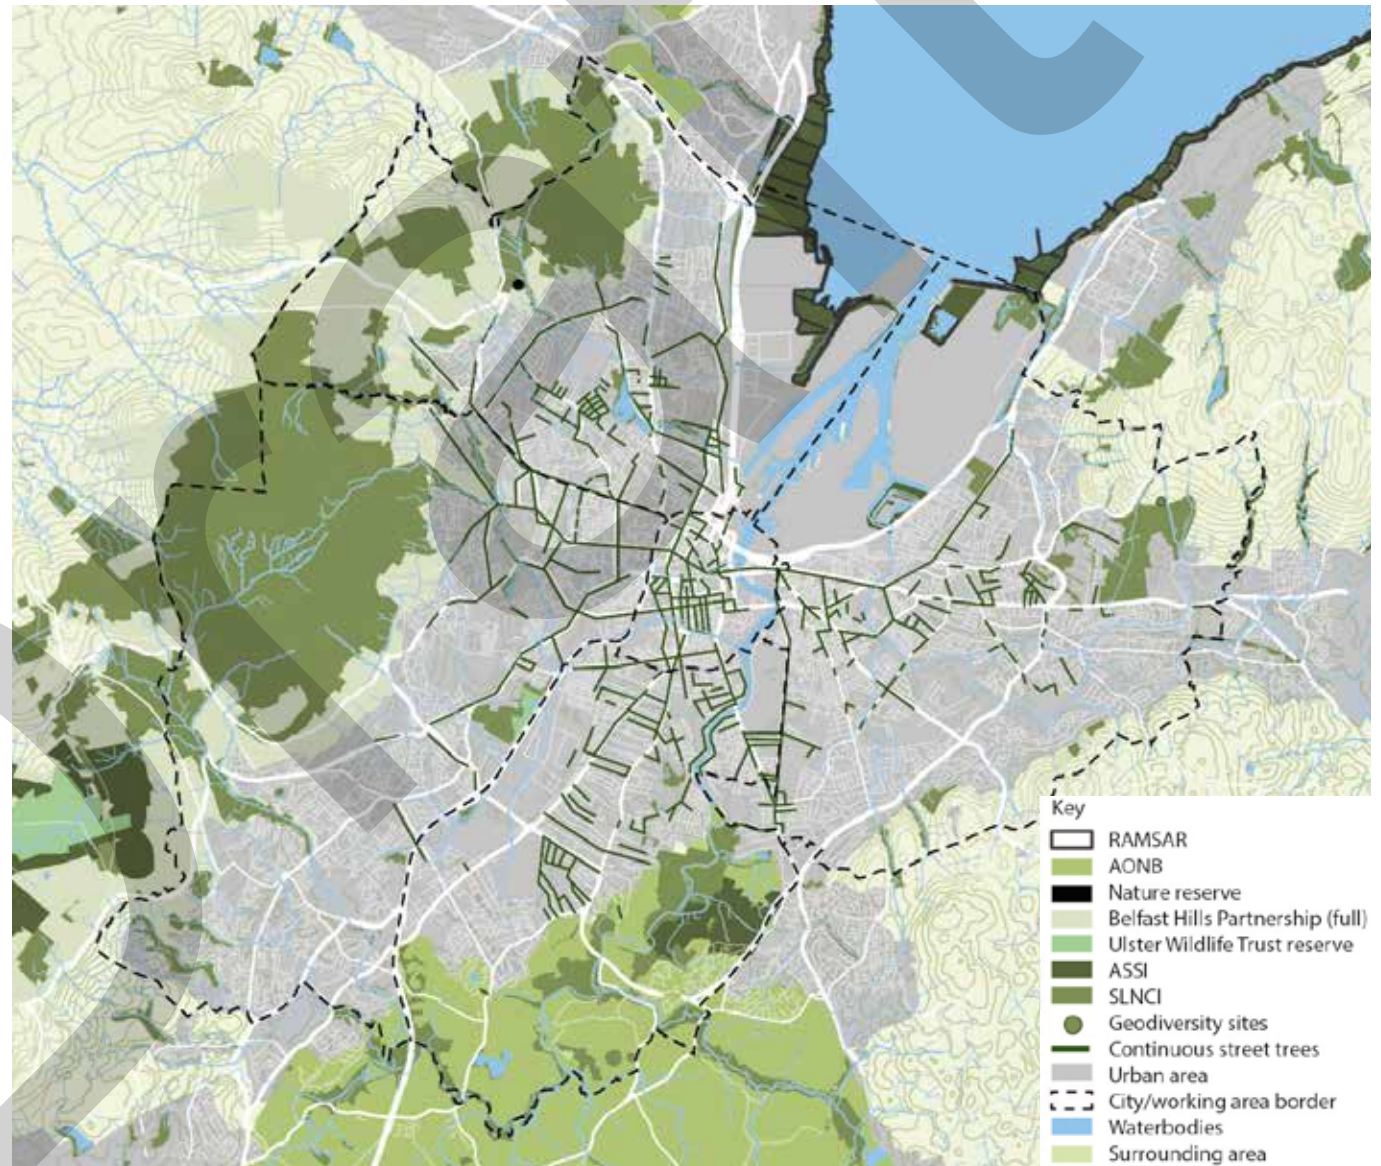 Key
RAMSAR
AONB
Nature reserve
Belfast Hills Partnership (full)
Ulster Wildlife Trust reserve
ASSI
SLNCI
Geodiversity sites
Continuous street trees
Urban area
City/working area border
Waterbodies
Surrounding area